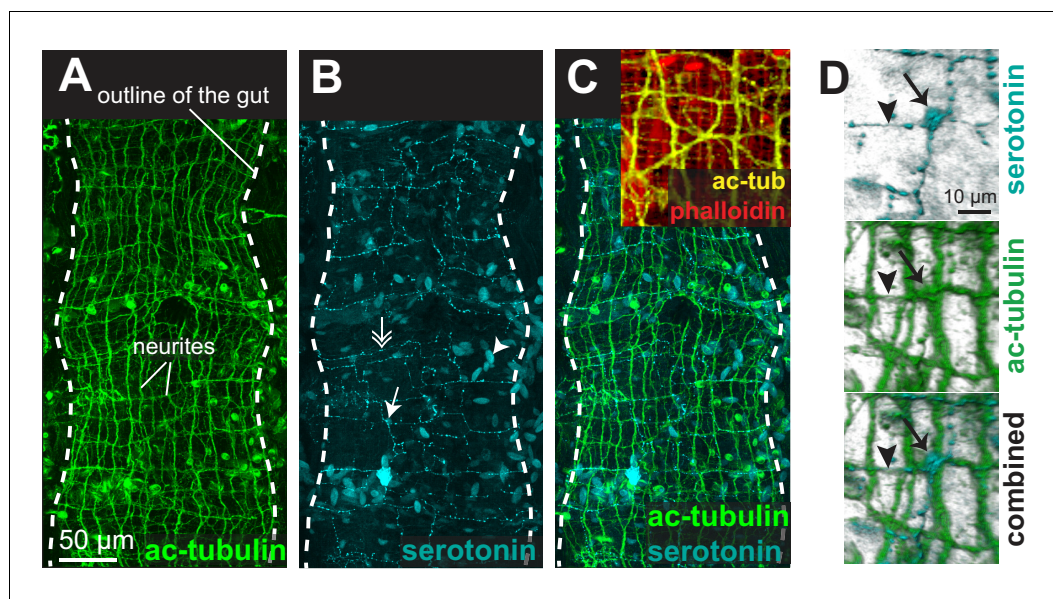 A
outline of the gut
neurites
50 µm
ac-tubulin
B
serotonin
C
ac-tub
phalloidin
ac-tubulin
serotonin
D
10 µm
serotonin
ac-tubulin
combined